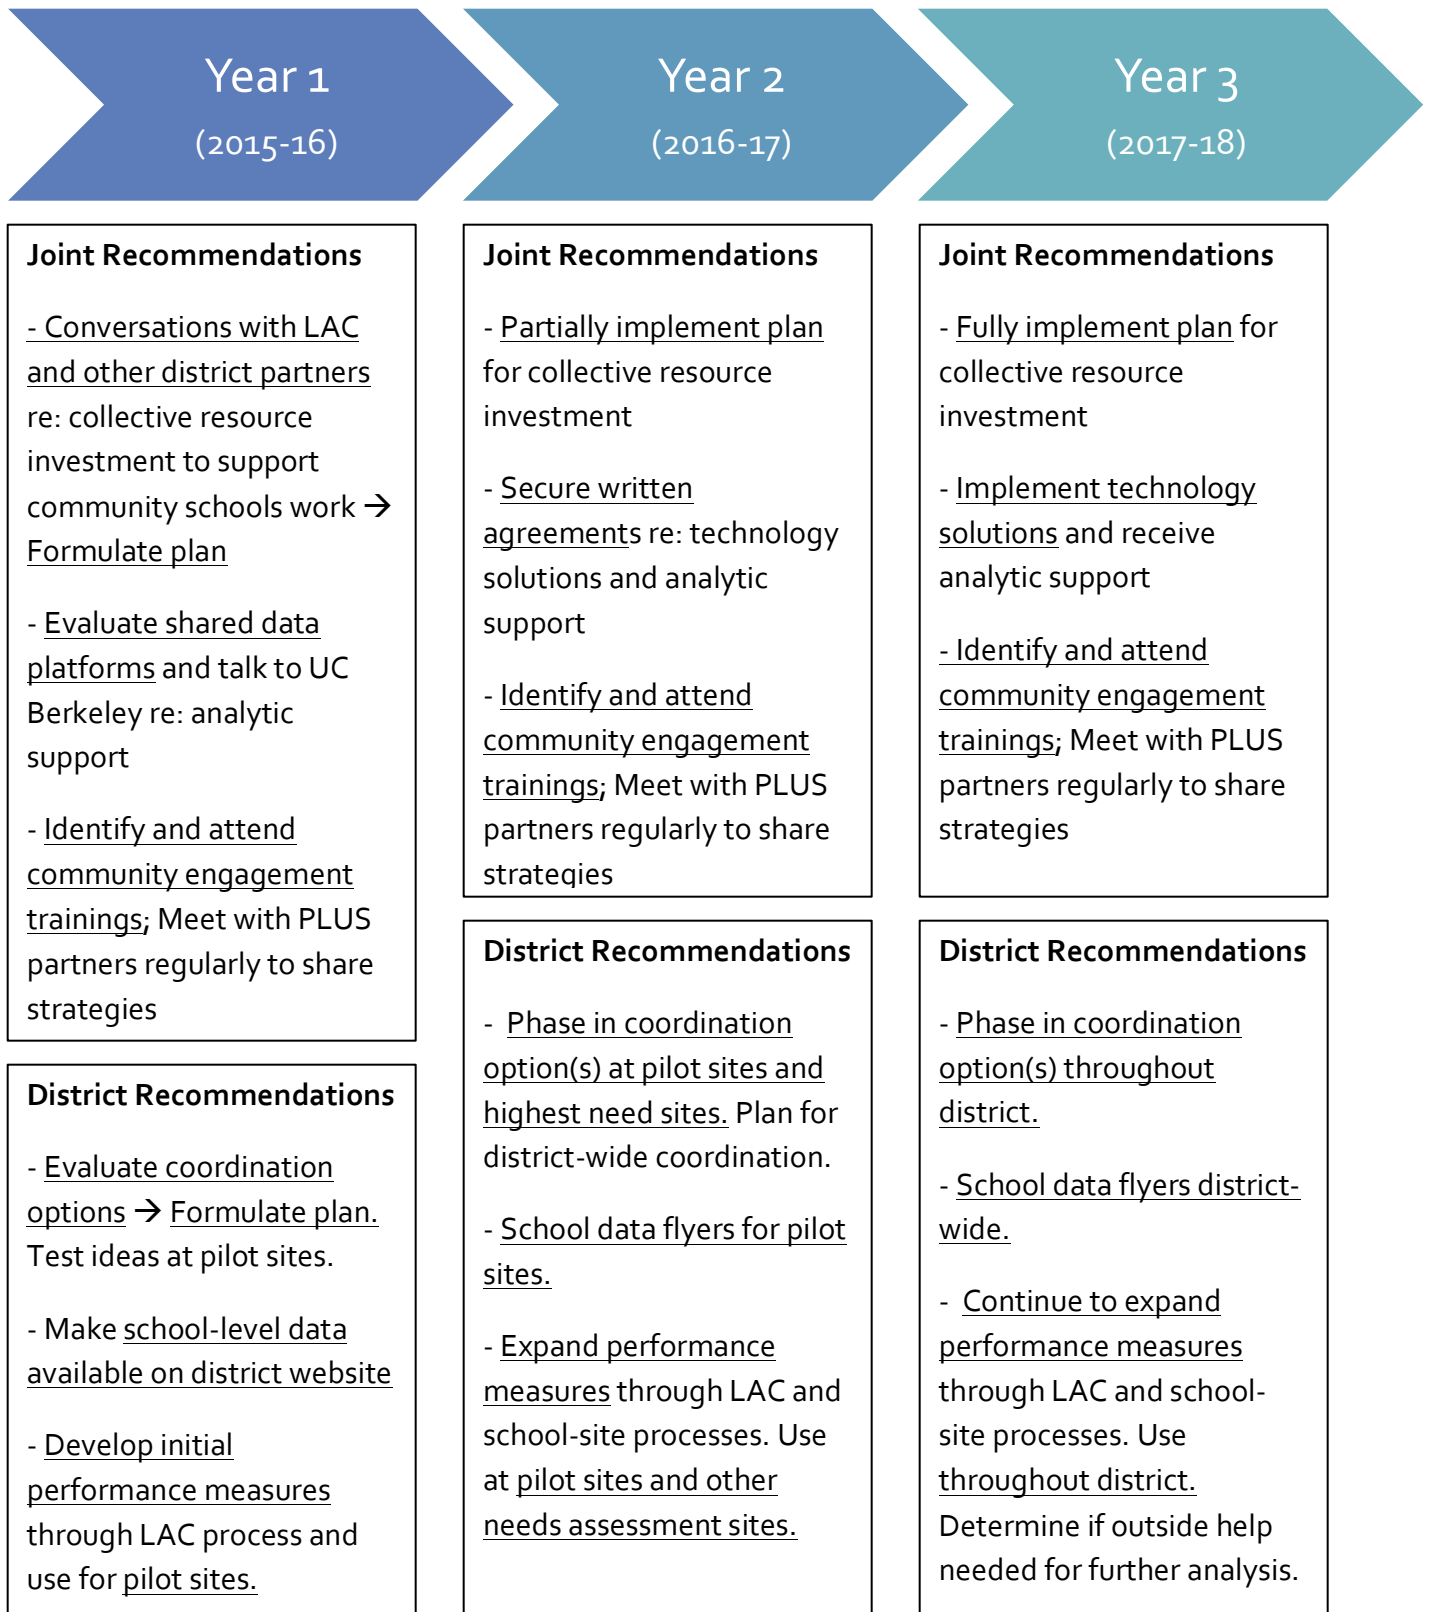 Year 1
(2015-16)
Year 2
(2016-17)
Year 3
(2017-18)
Joint Recommendations
- Conversations with LAC
and other district partners
re: collective resource
investment to support
community schools work →
Formulate plan
- Evaluate shared data
platforms and talk to UC
Berkeley re: analytic
support
- Identify and attend
community engagement
trainings; Meet with PLUS
partners regularly to share
strategies
District Recommendations
- Evaluate coordination
options → Formulate plan.
Test ideas at pilot sites.
- Make school-level data
available on district website
- Develop initial
performance measures
through LAC process and
use for pilot sites.
Joint Recommendations
- Partially implement plan
for collective resource
investment
- Secure written
agreements re: technology
solutions and analytic
support
- Identify and attend
community engagement
trainings; Meet with PLUS
partners regularly to share
strategies
District Recommendations
- Phase in coordination
option(s) at pilot sites and
highest need sites. Plan for
district-wide coordination.
- School data flyers for pilot
sites.
- Expand performance
measures through LAC and
school-site processes. Use
at pilot sites and other
needs assessment sites.
Joint Recommendations
- Fully implement plan for
collective resource
investment
- Implement technology
solutions and receive
analytic support
- Identify and attend
community engagement
trainings; Meet with PLUS
partners regularly to share
strategies
District Recommendations
- Phase in coordination
option(s) throughout
district.
- School data flyers district-
wide.
- Continue to expand
performance measures
through LAC and school-
site processes. Use
throughout district.
Determine if outside help
needed for further analysis.